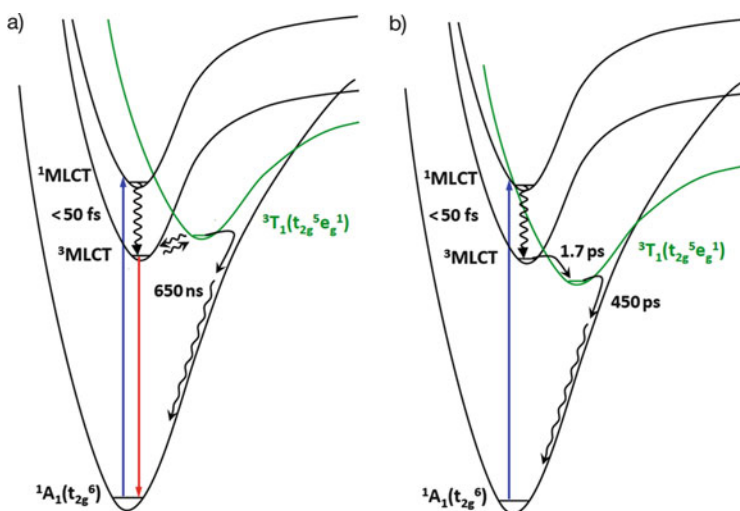 a)
¹MLCT
<50 fs
³MLCT
³T₁(t₂g⁵eg¹)
650 ns
¹A₁(t₂g⁶)
b)
¹MLCT
<50 fs
³MLCT
1.7 ps
³T₁(t₂g⁵eg¹)
450 ps
¹A₁(t₂g⁶)